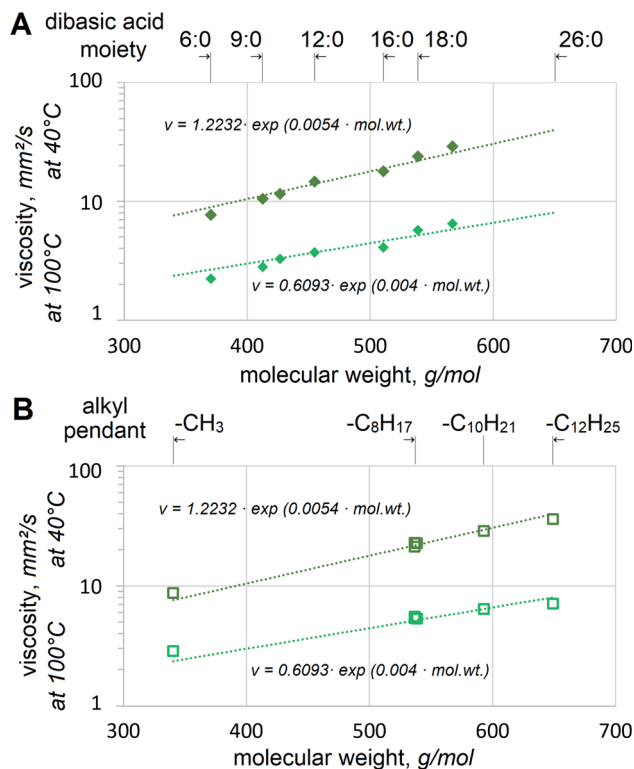 A
dibasic acid
moiety
6:0 9:0 12:0 16:0 18:0 26:0
100
10
1
viscosity, mm²/s
at 100°C at 40°C
v = 1.2232· exp (0.0054 · mol.wt.)
v = 0.6093· exp (0.004 · mol.wt.)
300 400 500 600 700
molecular weight, g/mol
B
alkyl
pendant
-CH₃ -C₈H₁₇ -C₁₀H₂₁ -C₁₂H₂₅
100
10
1
viscosity, mm²/s
at 100°C at 40°C
v = 1.2232· exp (0.0054 · mol.wt.)
v = 0.6093· exp (0.004 · mol.wt.)
300 400 500 600 700
molecular weight, g/mol